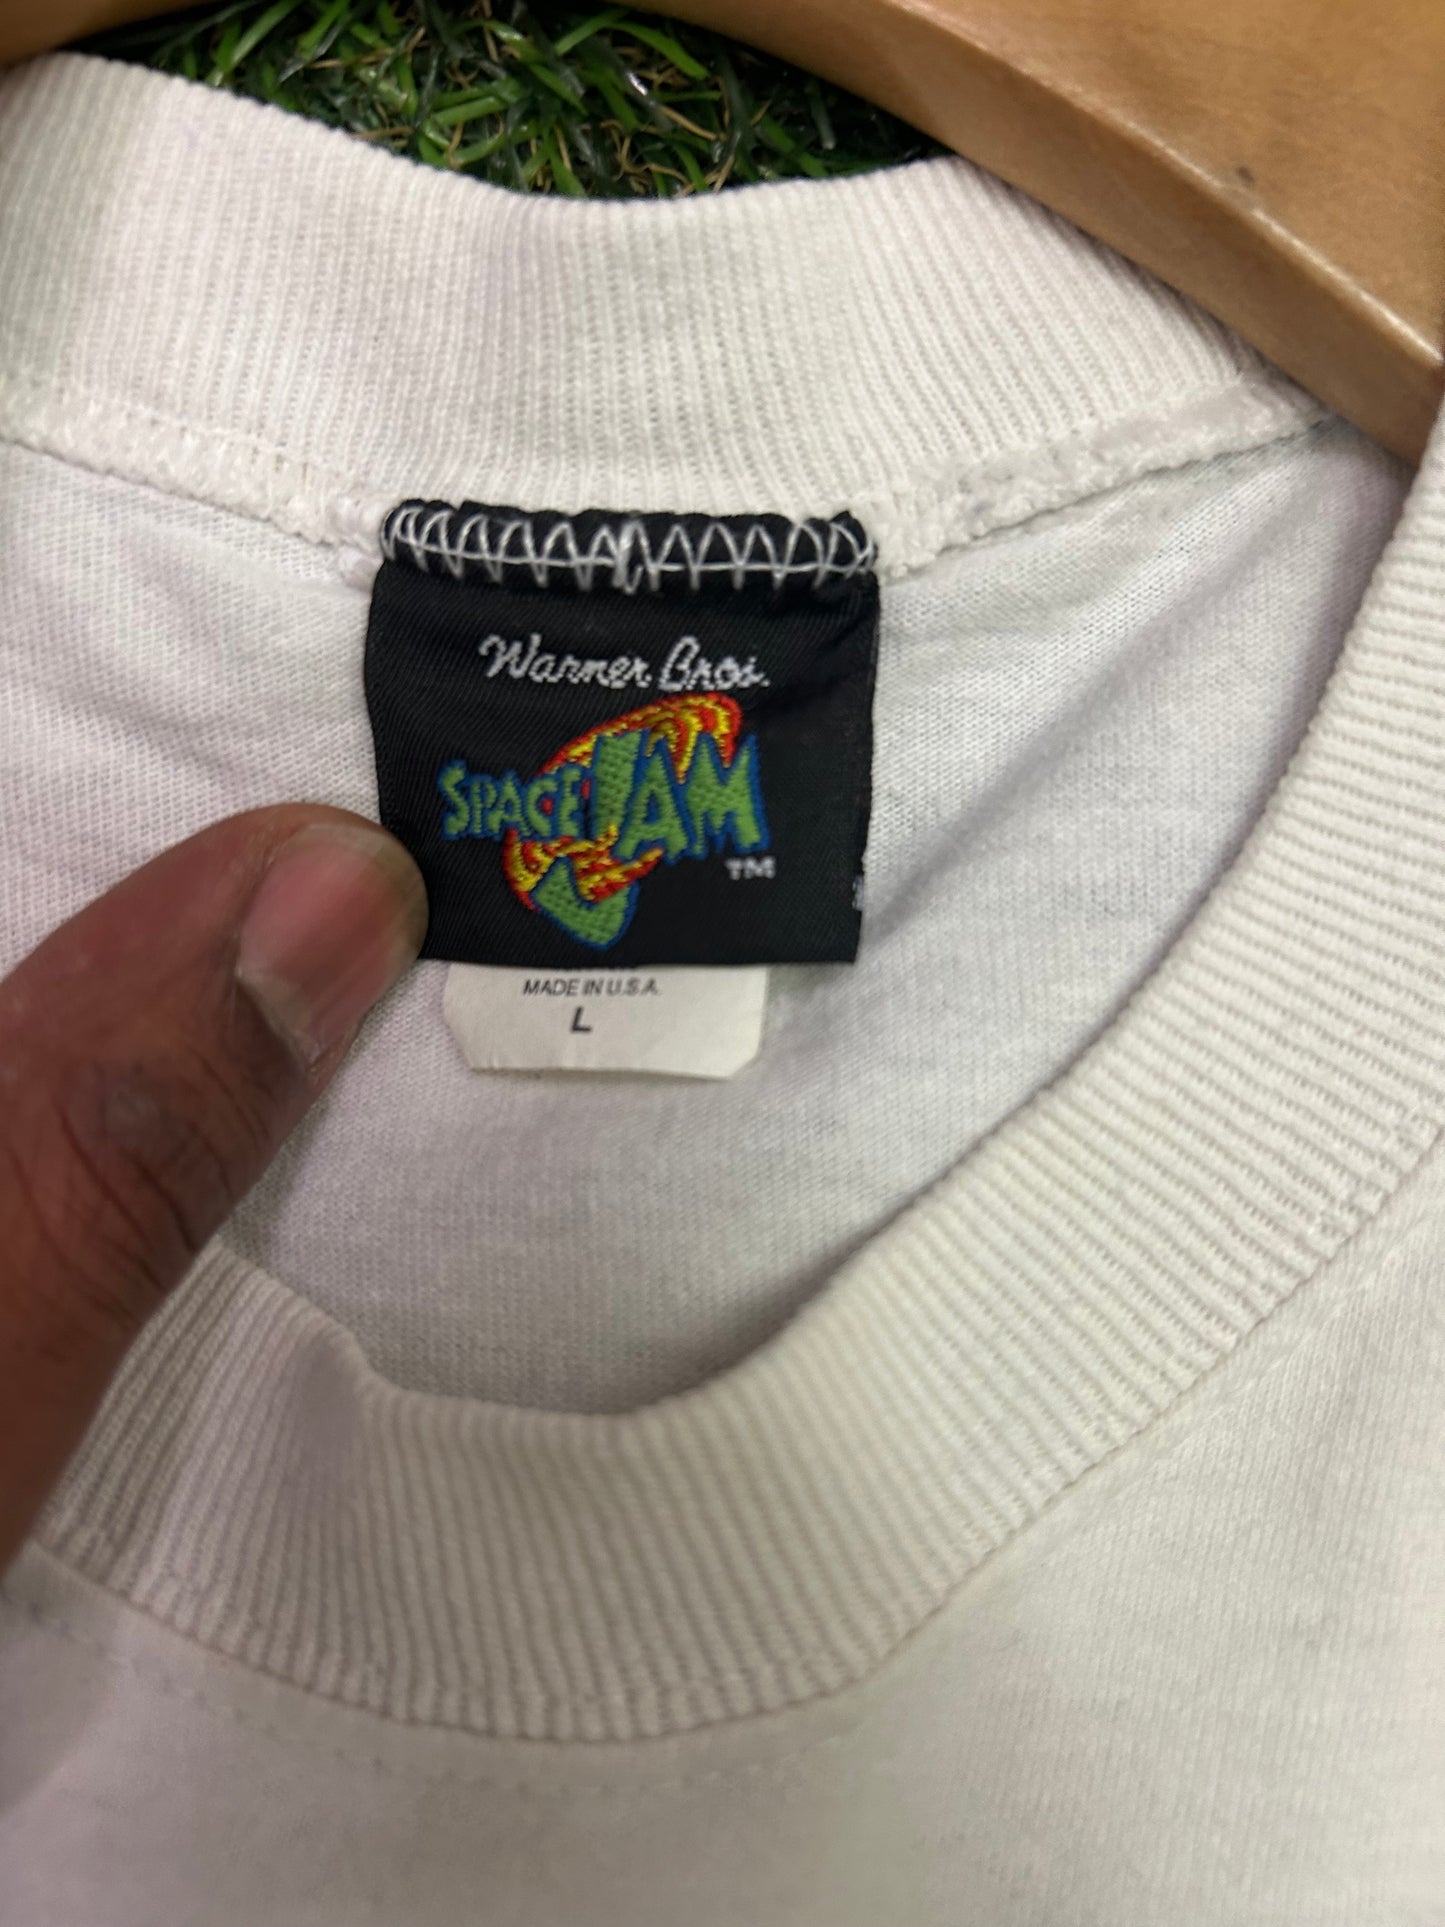 Warner Bros.
SPACE JAM
TM
MADE IN U.S.A.
L